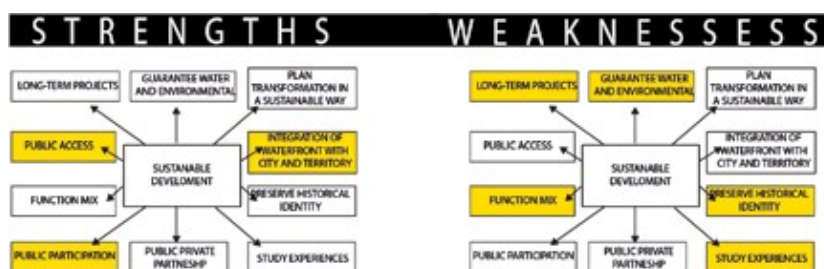 STRENGTHS
WEAKNESSESS
LONG-TERM PROJECTS
GUARANTEE WATER
AND ENVIRONMENTAL
PLAN
TRANSFORMATION IN
A SUSTAINABLE WAY
PUBLIC ACCESS
INTEGRATION OF
WATERFRONT WITH
CITY AND TERRITORY
SUSTANABLE
DEVELOMENT
FUNCTION MIX
PRESERVE HISTORICAL
IDENTITY
PUBLIC PARTICIPATION
PUBLIC PRIVATE
PARTNESHP
STUDY EXPERIENCES
LONG-TERM PROJECTS
GUARANTEE WATER
AND ENVIRONMENTAL
PLAN
TRANSFORMATION IN
A SUSTAINABLE WAY
PUBLIC ACCESS
INTEGRATION OF
WATERFRONT WITH
CITY AND TERRITORY
SUSTANABLE
DEVELOMENT
FUNCTION MIX
PRESERVE HISTORICAL
IDENTITY
PUBLIC PARTICIPATION
PUBLIC PRIVATE
PARTNESHP
STUDY EXPERIENCES